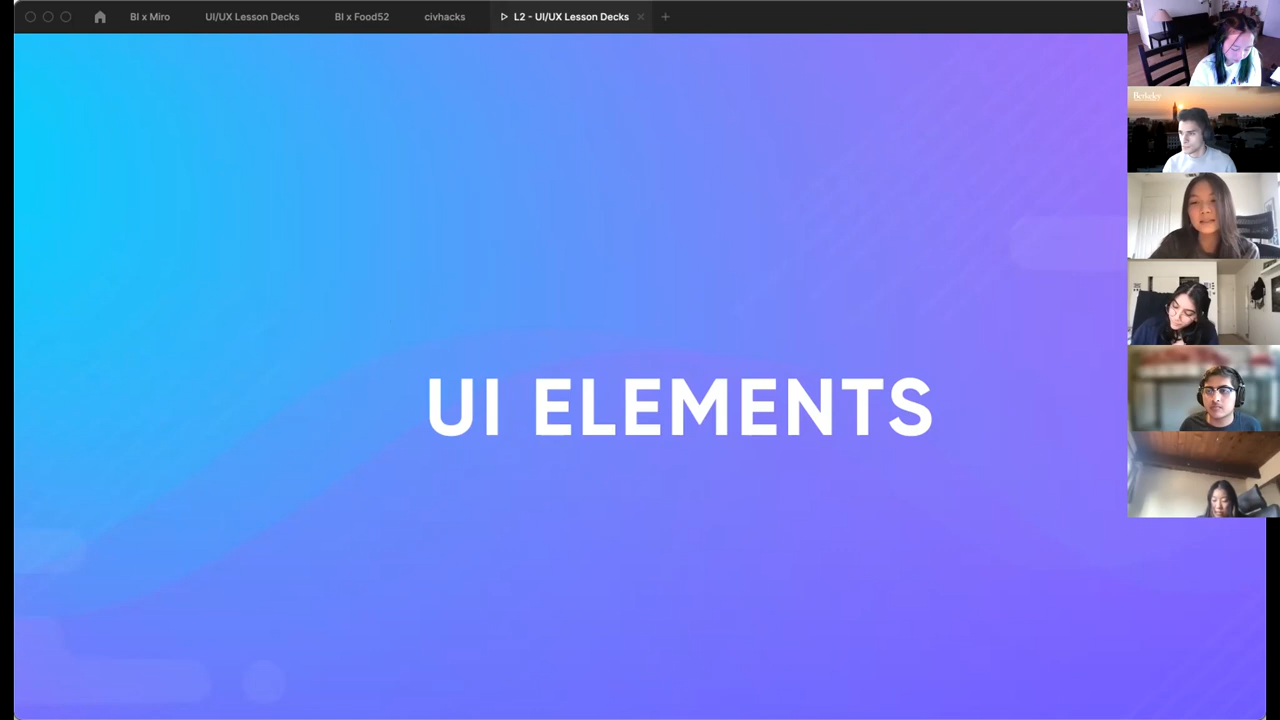 BI x Miro
UI/UX Lesson Decks
BI x Food52
civhacks
L2 - UI/UX Lesson Decks
Berkeley
UI ELEMENTS